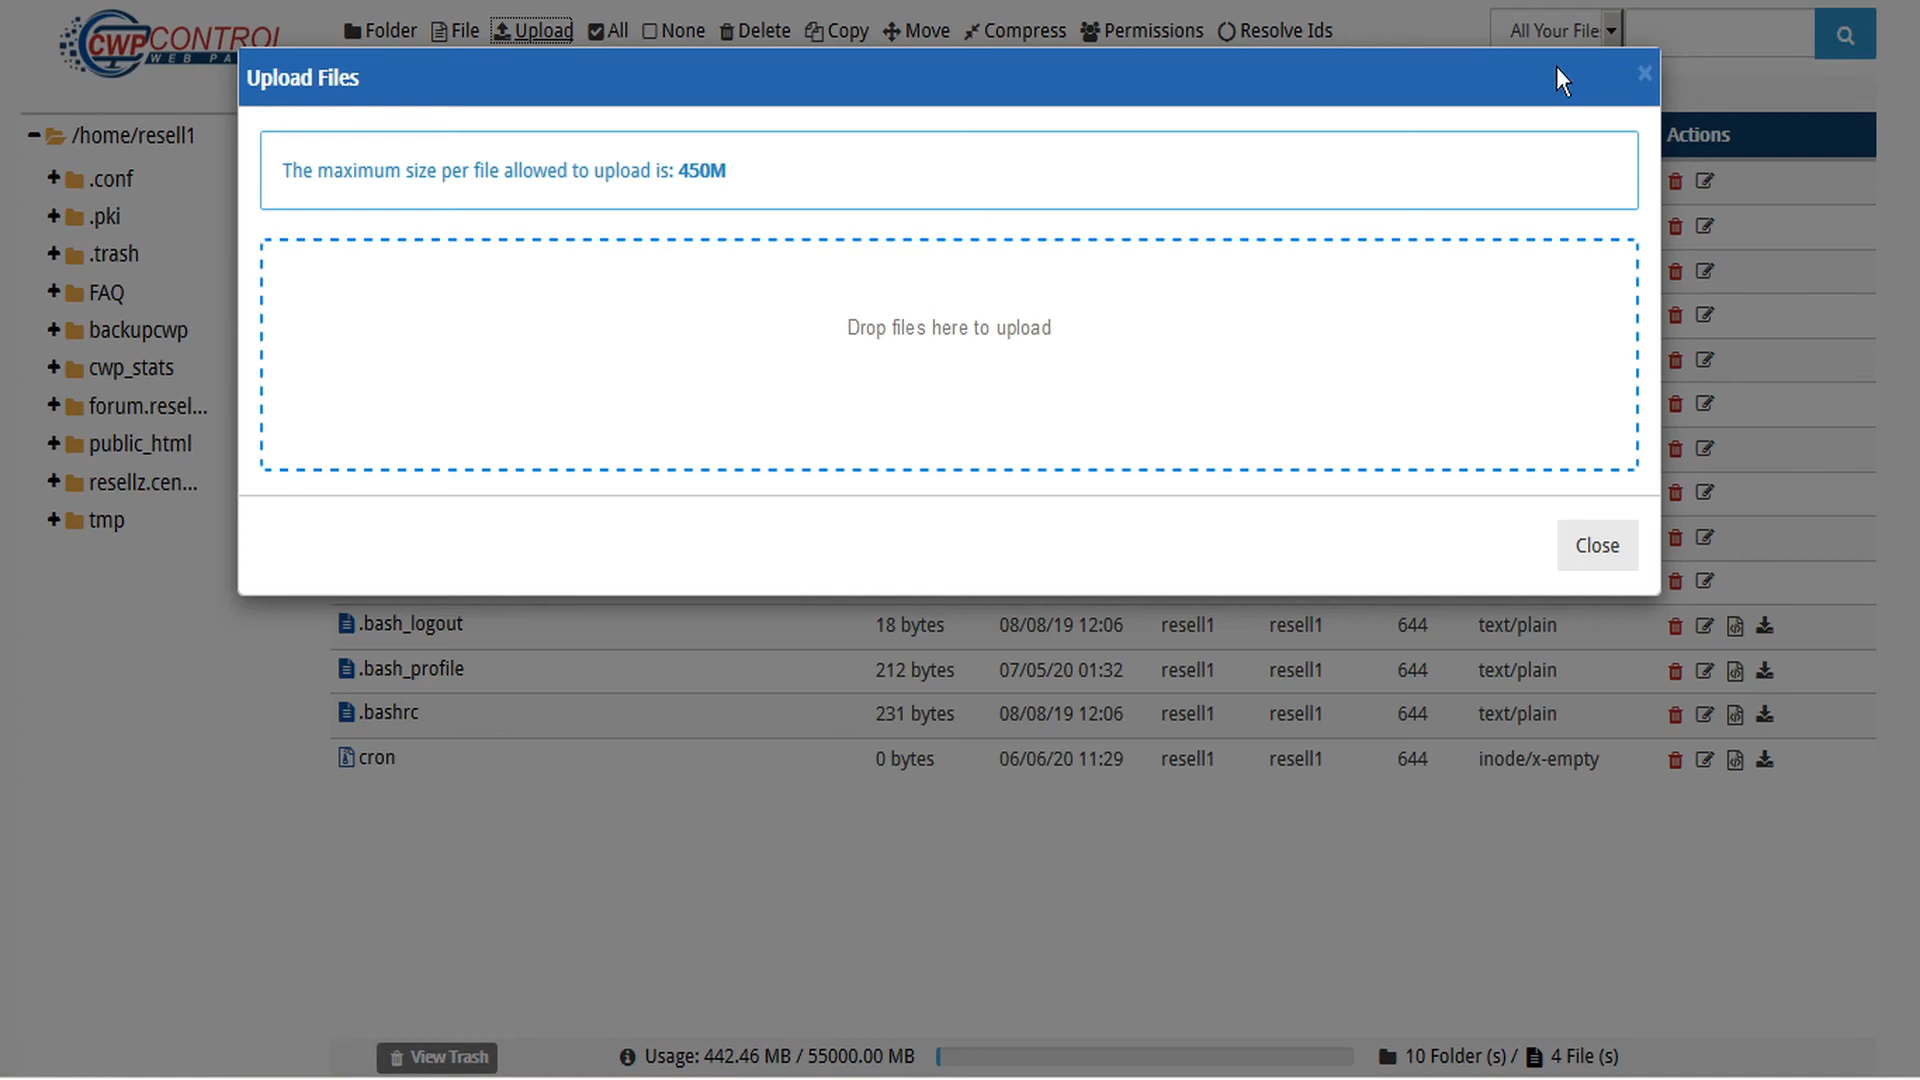 CWP CONTROL
WEB PA
Folder File Upload All None Delete Copy Move Compress Permissions Resolve Ids All Your File
Upload Files ×
The maximum size per file allowed to upload is: 450M
Drop files here to upload
Close
/home/resell1
.conf
.pki
.trash
FAQ
backupcwp
cwp_stats
forum.resel...
public_html
resellz.cen...
tmp
Actions
.bash_logout 18 bytes 08/08/19 12:06 resell1 resell1 644 text/plain
.bash_profile 212 bytes 07/05/20 01:32 resell1 resell1 644 text/plain
.bashrc 231 bytes 08/08/19 12:06 resell1 resell1 644 text/plain
cron 0 bytes 06/06/20 11:29 resell1 resell1 644 inode/x-empty
View Trash Usage: 442.46 MB / 55000.00 MB 10 Folder (s) / 4 File (s)